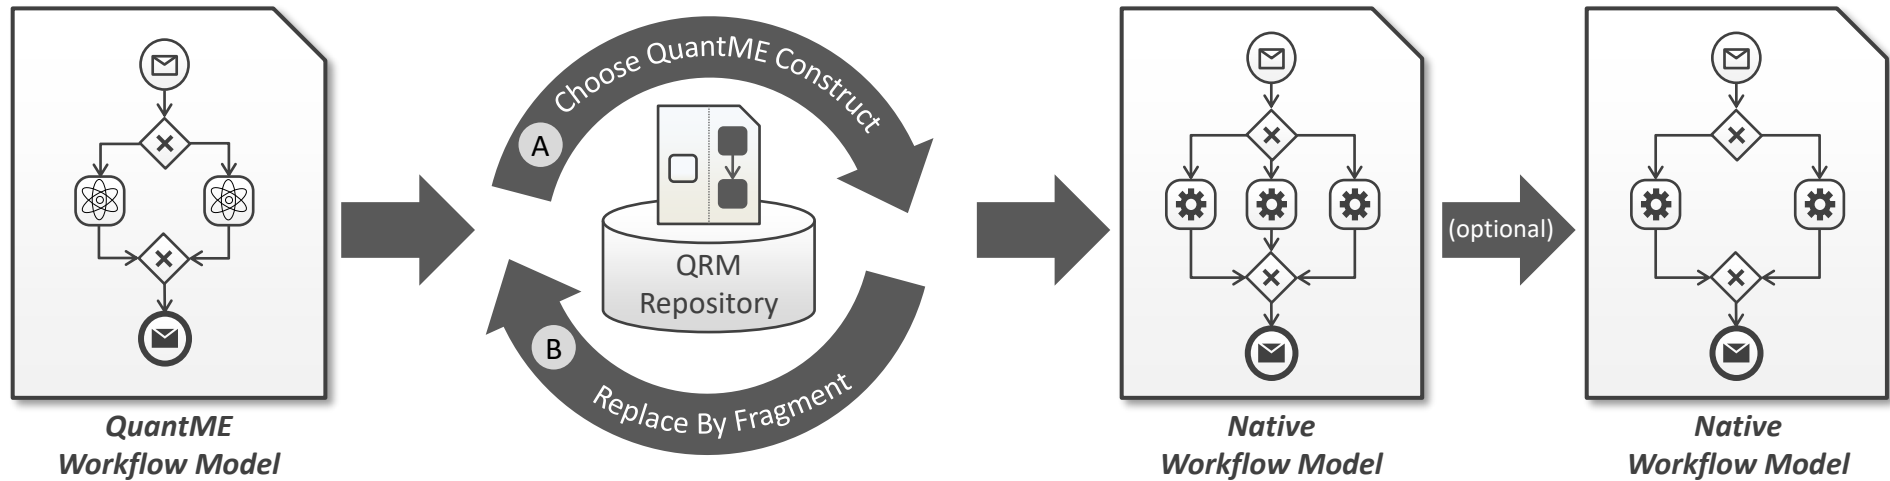 Choose QuantME Construct
A
QRM
Repository
B
Replace By Fragment
(optional)
QuantME
Workflow Model
Native
Workflow Model
Native
Workflow Model